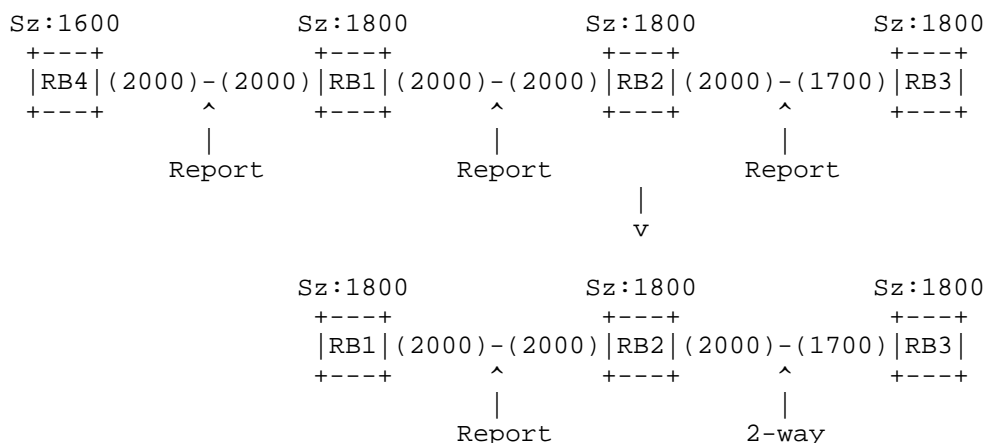 Sz:1600 Sz:1800 Sz:1800 Sz:1800
+---+ +---+ +---+ +---+
|RB4|(2000)-(2000)|RB1|(2000)-(2000)|RB2|(2000)-(1700)|RB3|
+---+ ^ +---+ ^ +---+ ^ +---+
| | |
Report Report Report
|
v
Sz:1800 Sz:1800 Sz:1800
+---+ +---+ +---+
|RB1|(2000)-(2000)|RB2|(2000)-(1700)|RB3|
+---+ ^ +---+ ^ +---+
| |
Report 2-way